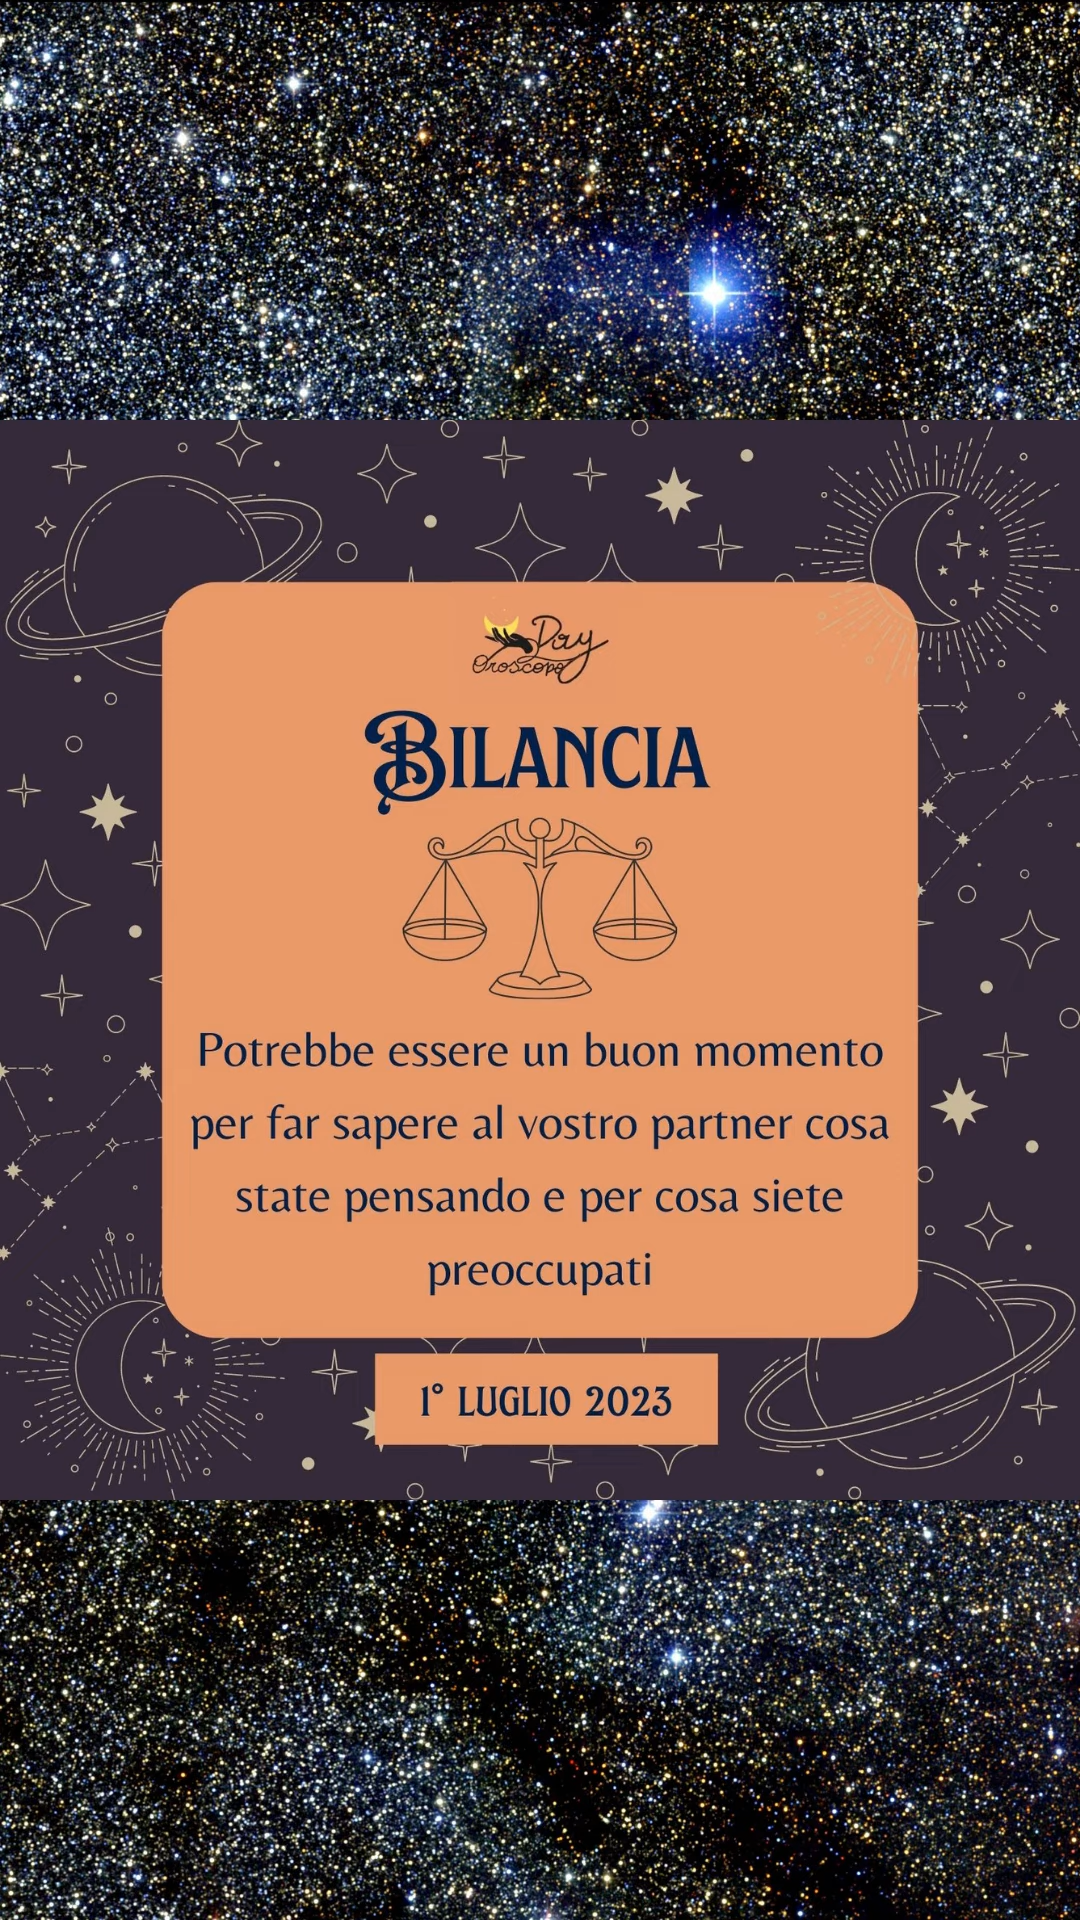 Day
Oroscopo
BILANCIA
Potrebbe essere un buon momento
per far sapere al vostro partner cosa
state pensando e per cosa siete
preoccupati
1° LUGLIO 2023